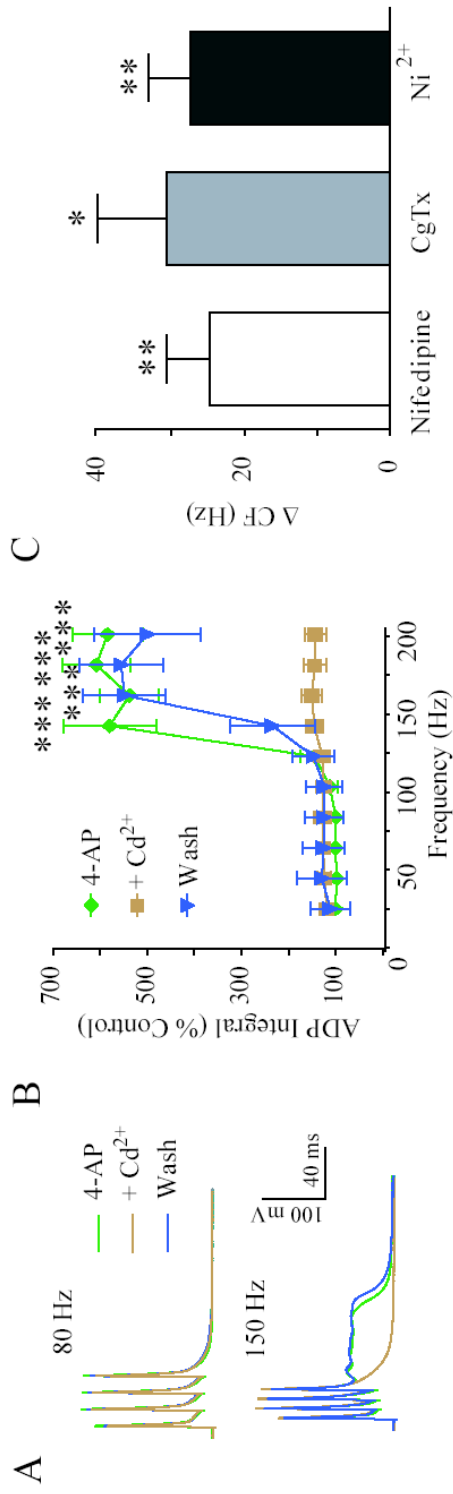 A
80 Hz
4-AP
+ Cd²⁺
Wash
150 Hz
100 mV
40 ms
B
ADP Integral (% Control)
700
500
300
100
0
50
100
150
200
Frequency (Hz)
4-AP
+ Cd²⁺
Wash
C
Δ CF (Hz)
40
20
0
**
*
**
Nifedipine
CgTx
Ni²⁺